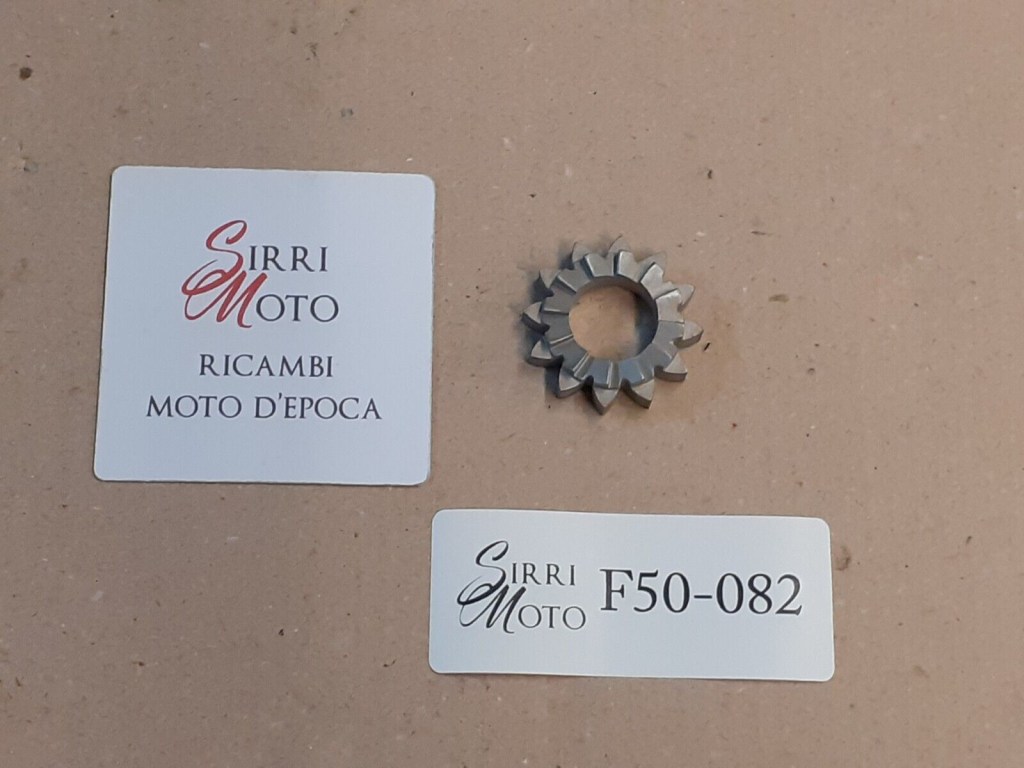 SIRRI
MOTO
RICAMBI
MOTO D'EPOCA
SIRRI
MOTO
F50-082